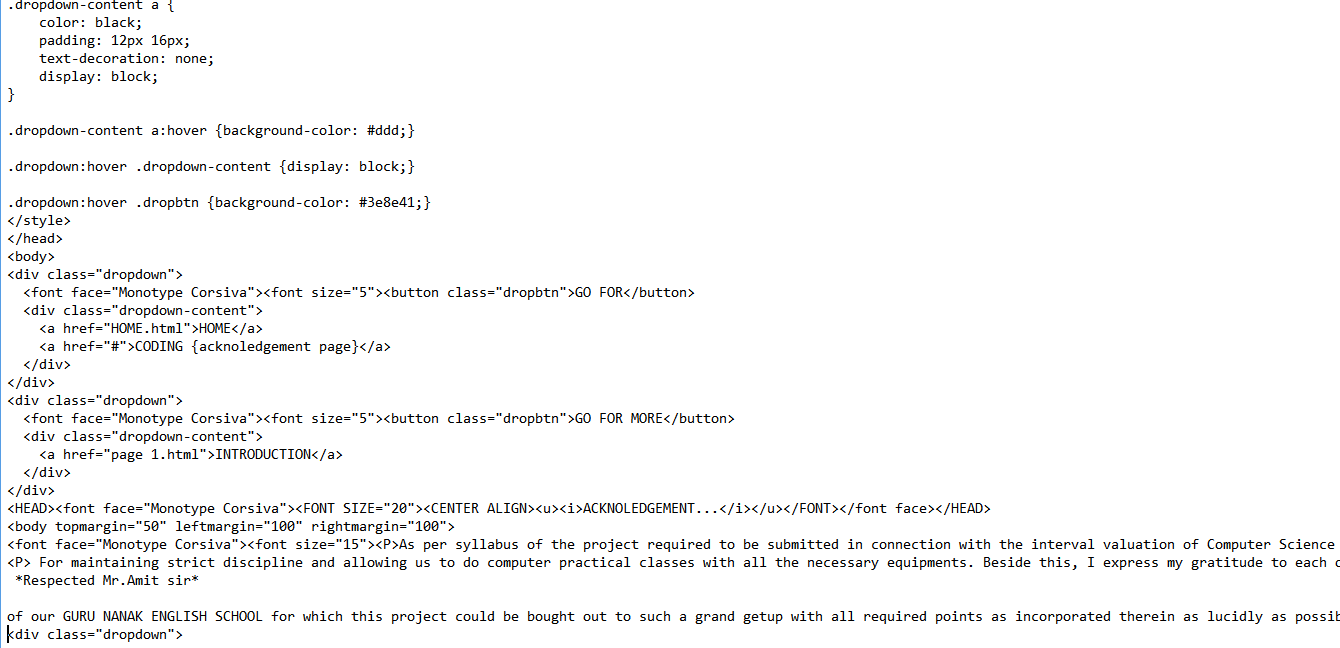 .dropdown-content a {
    color: black;
    padding: 12px 16px;
    text-decoration: none;
    display: block;
}
.dropdown-content a:hover {background-color: #ddd;}
.dropdown:hover .dropdown-content {display: block;}
.dropdown:hover .dropbtn {background-color: #3e8e41;}
</style>
</head>
<body>
<div class="dropdown">
  <font face="Monotype Corsiva"><font size="5"><button class="dropbtn">GO FOR</button>
  <div class="dropdown-content">
    <a href="HOME.html">HOME</a>
    <a href="#">CODING {acknoledgement page}</a>
  </div>
</div>
<div class="dropdown">
  <font face="Monotype Corsiva"><font size="5"><button class="dropbtn">GO FOR MORE</button>
  <div class="dropdown-content">
    <a href="page 1.html">INTRODUCTION</a>
  </div>
</div>
<HEAD><font face="Monotype Corsiva"><FONT SIZE="20"><CENTER ALIGN><u><i>ACKNOLEDGEMENT...</i></u></FONT></font face></HEAD>
<body topmargin="50" leftmargin="100" rightmargin="100">
<font face="Monotype Corsiva"><font size="15"><P>As per syllabus of the project required to be submitted in connection with the interval valuation of Computer Science
<P> For maintaining strict discipline and allowing us to do computer practical classes with all the necessary equipments. Beside this, I express my gratitude to each
 *Respected Mr.Amit sir*
of our GURU NANAK ENGLISH SCHOOL for which this project could be bought out to such a grand getup with all required points as incorporated therein as lucidly as
<div class="dropdown">